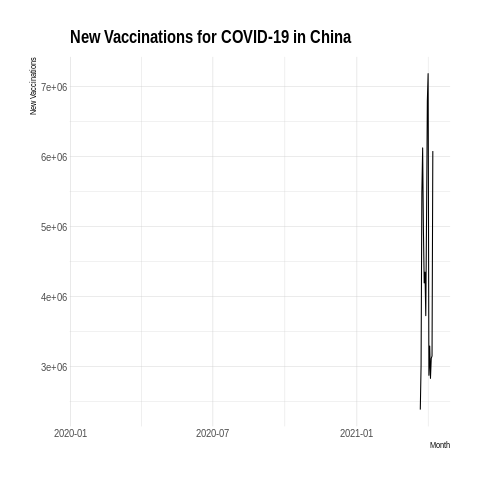 New Vaccinations for COVID-19 in China
New Vaccinations
7e+06
6e+06
5e+06
4e+06
3e+06
2020-01
2020-07
2021-01
Month